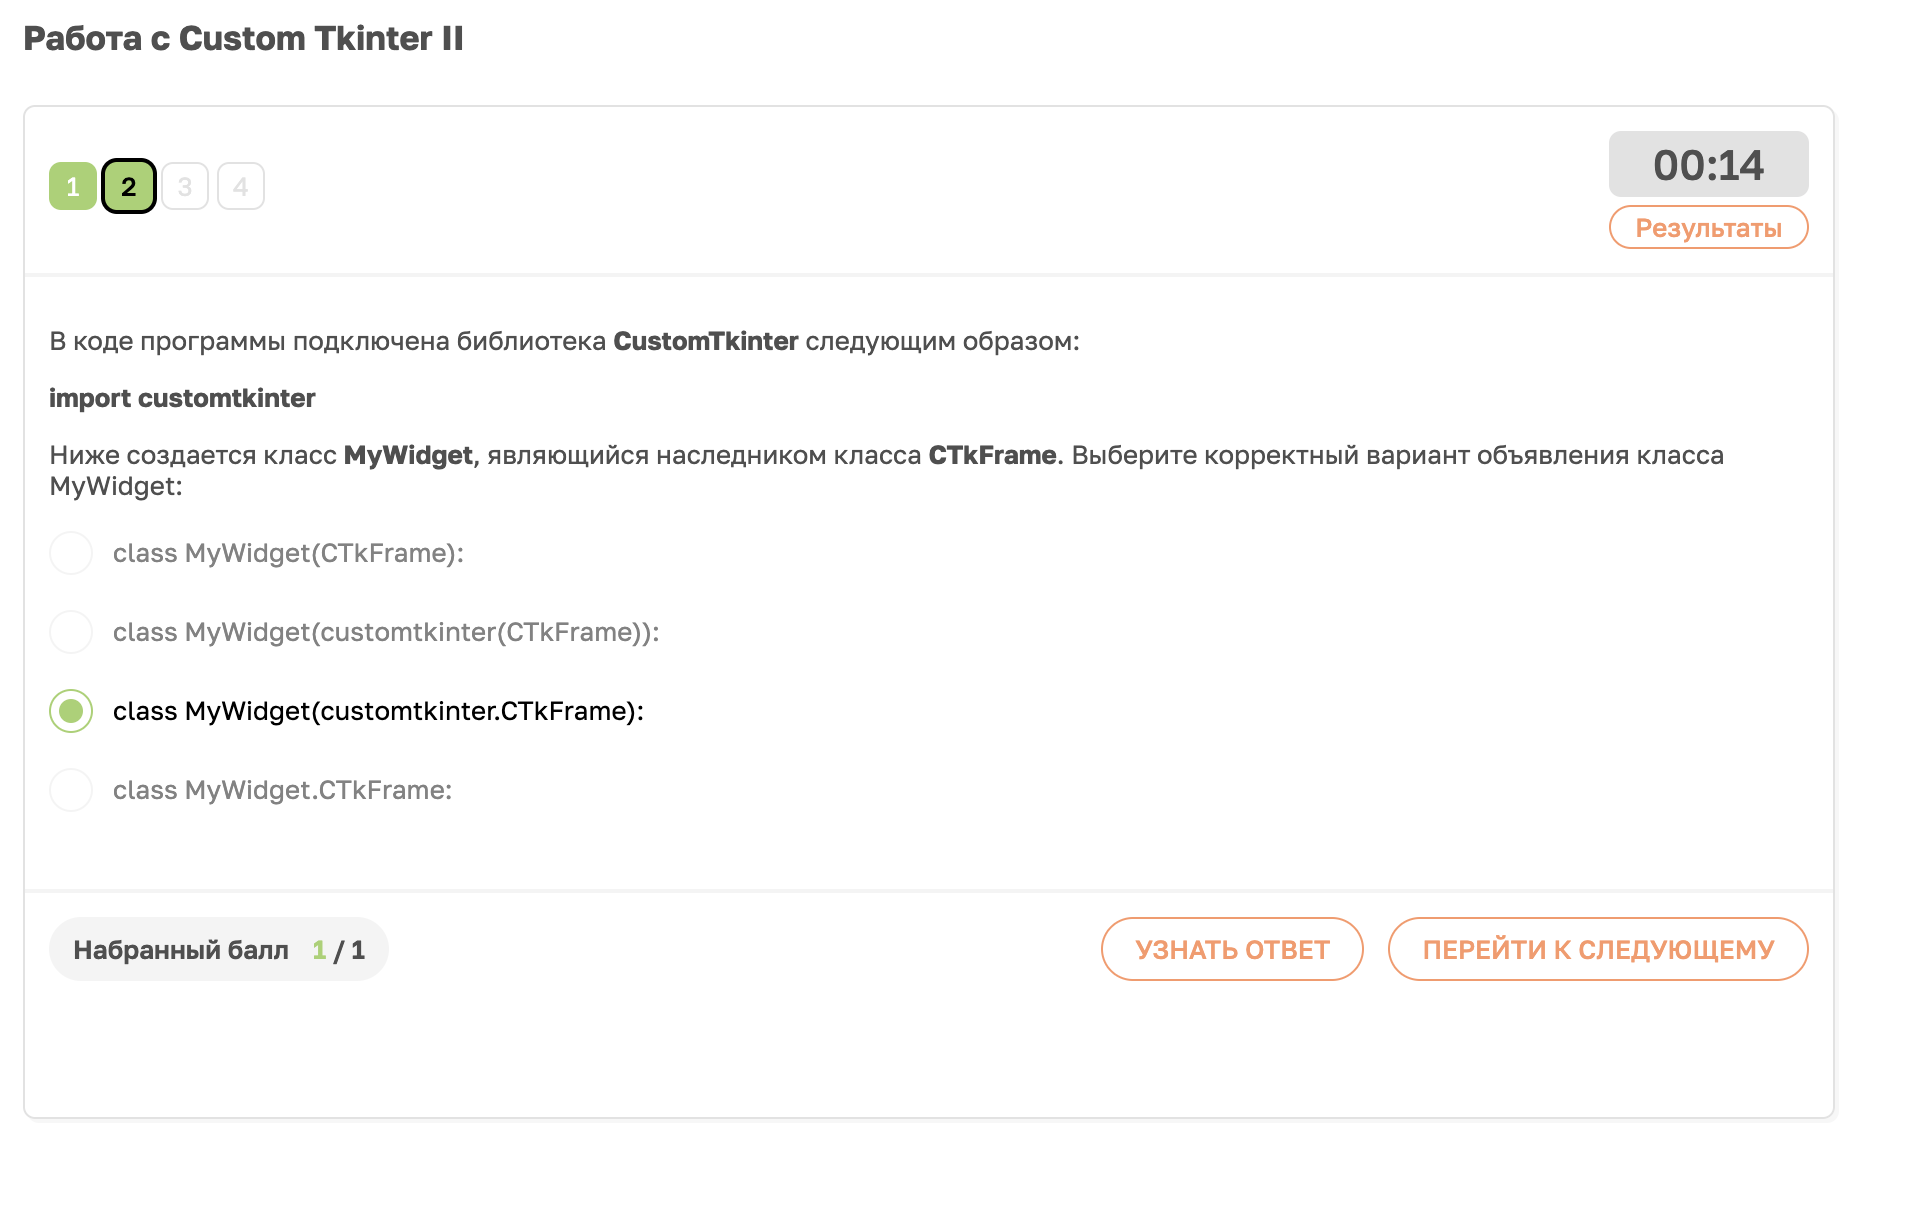 Работа с Custom Tkinter II
1 2 3 4
00:14
Результаты
В коде программы подключена библиотека CustomTkinter следующим образом:
import customtkinter
Ниже создается класс MyWidget, являющийся наследником класса CTkFrame. Выберите корректный вариант объявления класса
MyWidget:
class MyWidget(CTkFrame):
class MyWidget(customtkinter(CTkFrame)):
class MyWidget(customtkinter.CTkFrame):
class MyWidget.CTkFrame:
Набранный балл 1 / 1
УЗНАТЬ ОТВЕТ
ПЕРЕЙТИ К СЛЕДУЮЩЕМУ